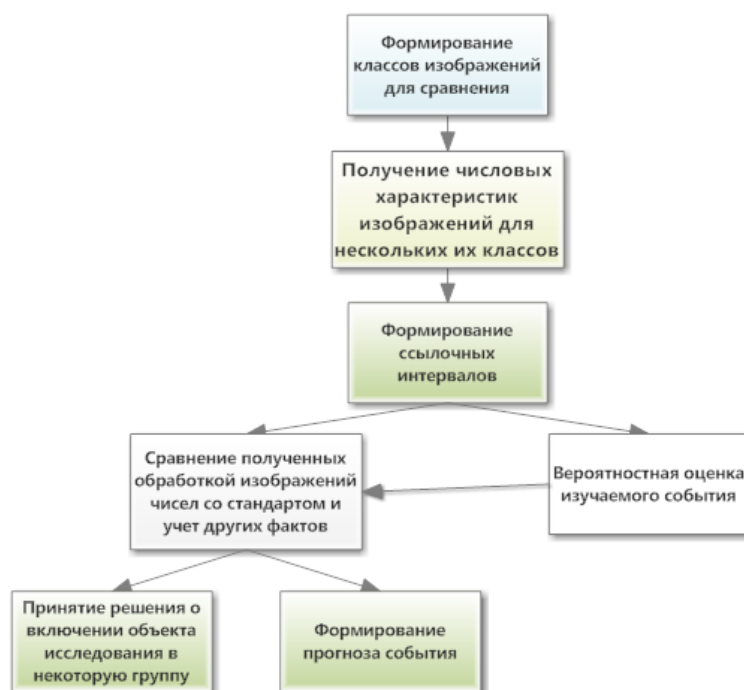 Формирование
классов изображений
для сравнения
Получение числовых
характеристик
изображений для
нескольких их классов
Формирование
ссылочных
интервалов
Сравнение полученных
обработкой изображений
чисел со стандартом и
учет других фактов
Вероятностная оценка
изучаемого события
Принятие решения о
включении объекта
исследования в
некоторую группу
Формирование
прогноза события